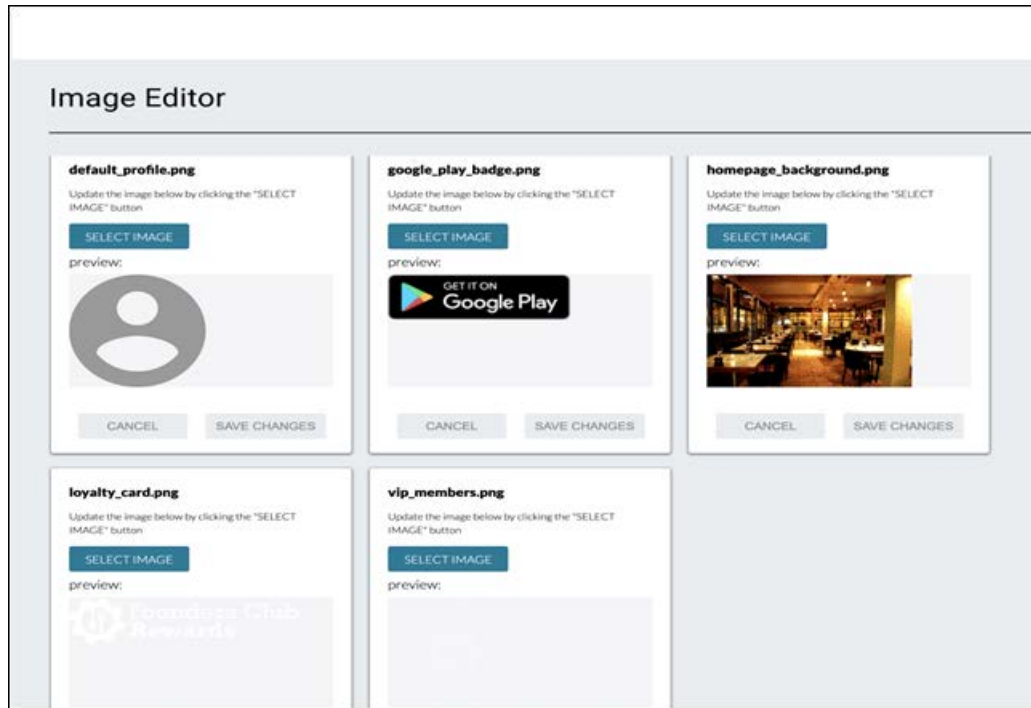 Image Editor
default_profile.png
Update the image below by clicking the "SELECT
IMAGE" button
SELECT IMAGE
preview:
CANCEL SAVE CHANGES
google_play_badge.png
Update the image below by clicking the "SELECT
IMAGE" button
SELECT IMAGE
preview:
GET IT ON
Google Play
CANCEL SAVE CHANGES
homepage_background.png
Update the image below by clicking the "SELECT
IMAGE" button
SELECT IMAGE
preview:
CANCEL SAVE CHANGES
loyalty_card.png
Update the image below by clicking the "SELECT
IMAGE" button
SELECT IMAGE
preview:
Founders Club
Rewards
vip_members.png
Update the image below by clicking the "SELECT
IMAGE" button
SELECT IMAGE
preview: